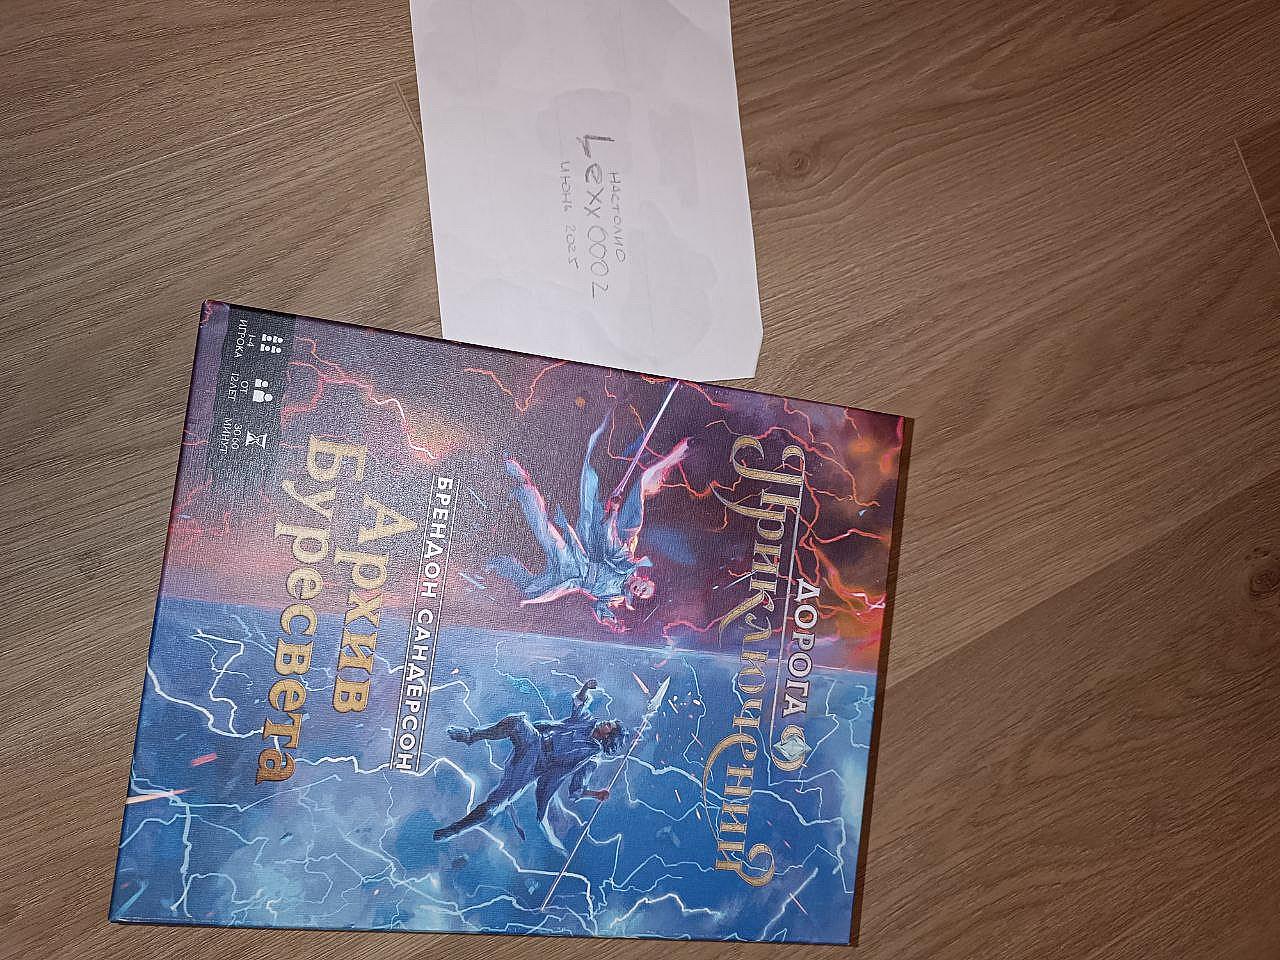 НАСТОЛИО
Lexx0002
ИЮНЬ 2025
ДОРОГА
Приключений
БРЕНДОН САНДЕРСОН
Архив
Буресвета
1-4
ИГРОКА
ОТ
12 ЛЕТ
30-60
МИНУТ